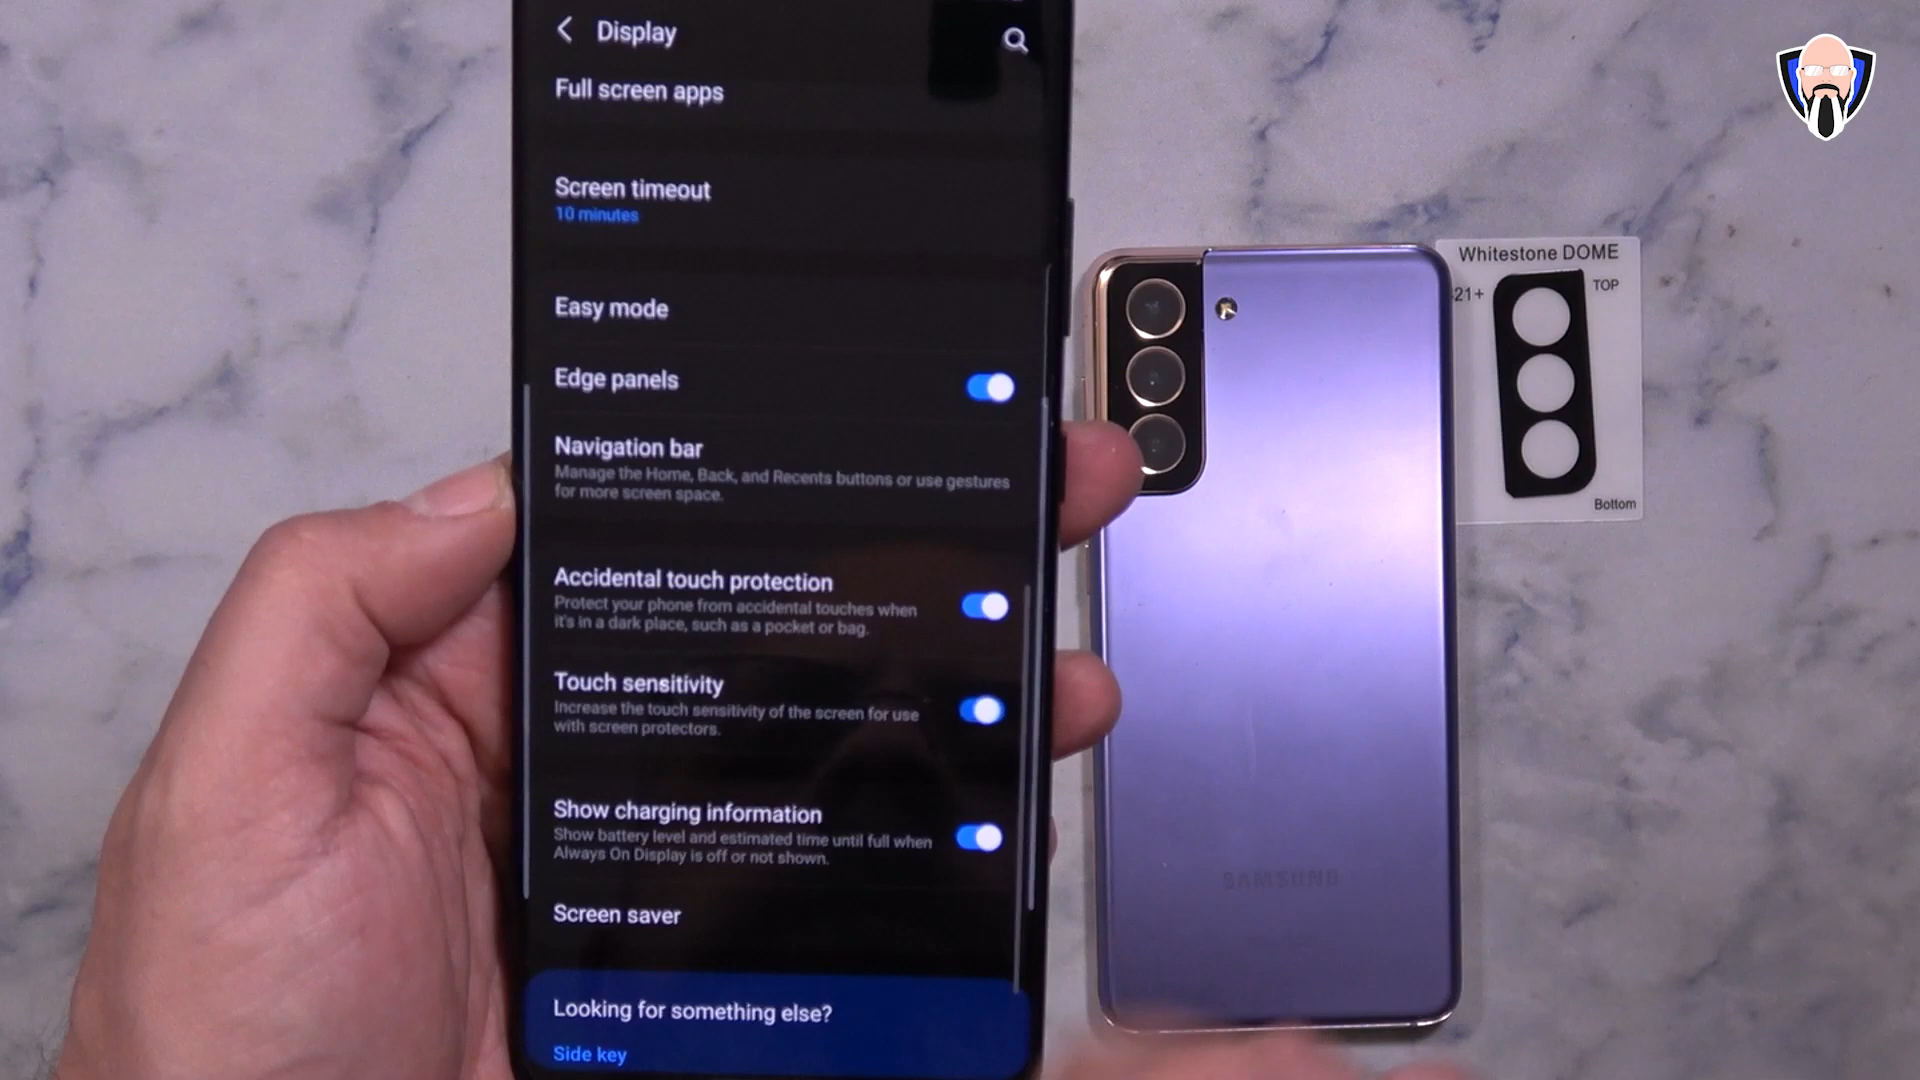 Display
Full screen apps
Screen timeout
10 minutes
Easy mode
Edge panels
Navigation bar
Manage the Home, Back, and Recents buttons or use gestures
for more screen space.
Accidental touch protection
Protect your phone from accidental touches when
it's in a dark place, such as a pocket or bag.
Touch sensitivity
Increase the touch sensitivity of the screen for use
with screen protectors.
Show charging information
Show battery level and estimated time until full when
Always On Display is off or not shown.
Screen saver
Looking for something else?
Side key
Whitestone DOME
21+
TOP
Bottom
SAMSUNG